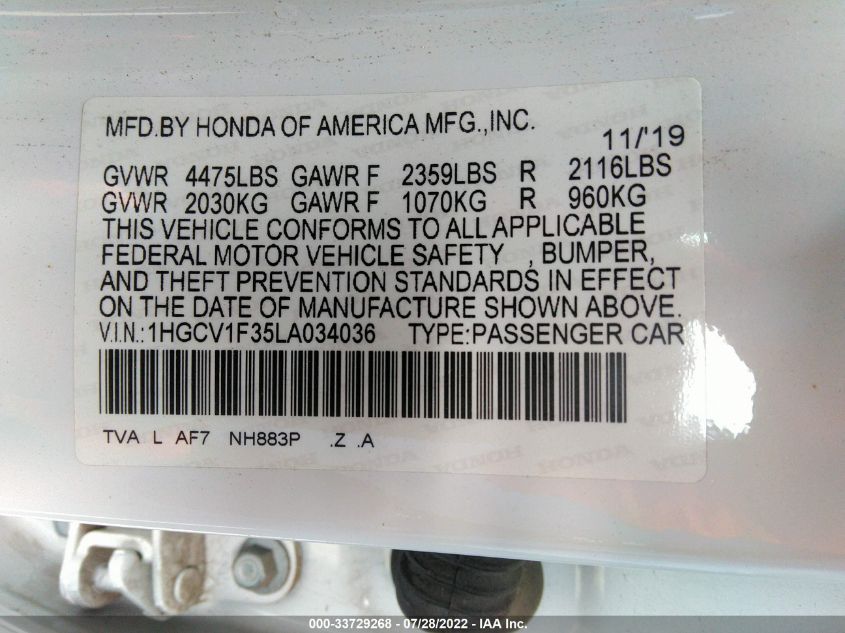 MFD.BY HONDA OF AMERICA MFG.,INC. 11/'19
GVWR 4475LBS GAWR F 2359LBS R 2116LBS
GVWR 2030KG GAWR F 1070KG R 960KG
THIS VEHICLE CONFORMS TO ALL APPLICABLE
FEDERAL MOTOR VEHICLE SAFETY , BUMPER,
AND THEFT PREVENTION STANDARDS IN EFFECT
ON THE DATE OF MANUFACTURE SHOWN ABOVE.
V.I.N.:1HGCV1F35LA034036 TYPE:PASSENGER CAR
TVA L AF7 NH883P .Z .A
000-33729268 - 07/28/2022 - IAA Inc.